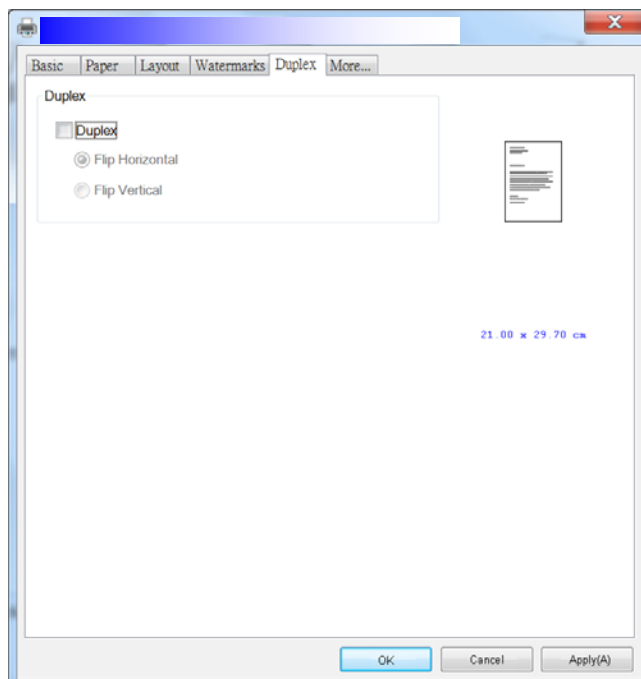 Basic Paper Layout Watermarks Duplex More...
Duplex
Duplex
Flip Horizontal
Flip Vertical
21.00 x 29.70 cm
OK Cancel Apply(A)